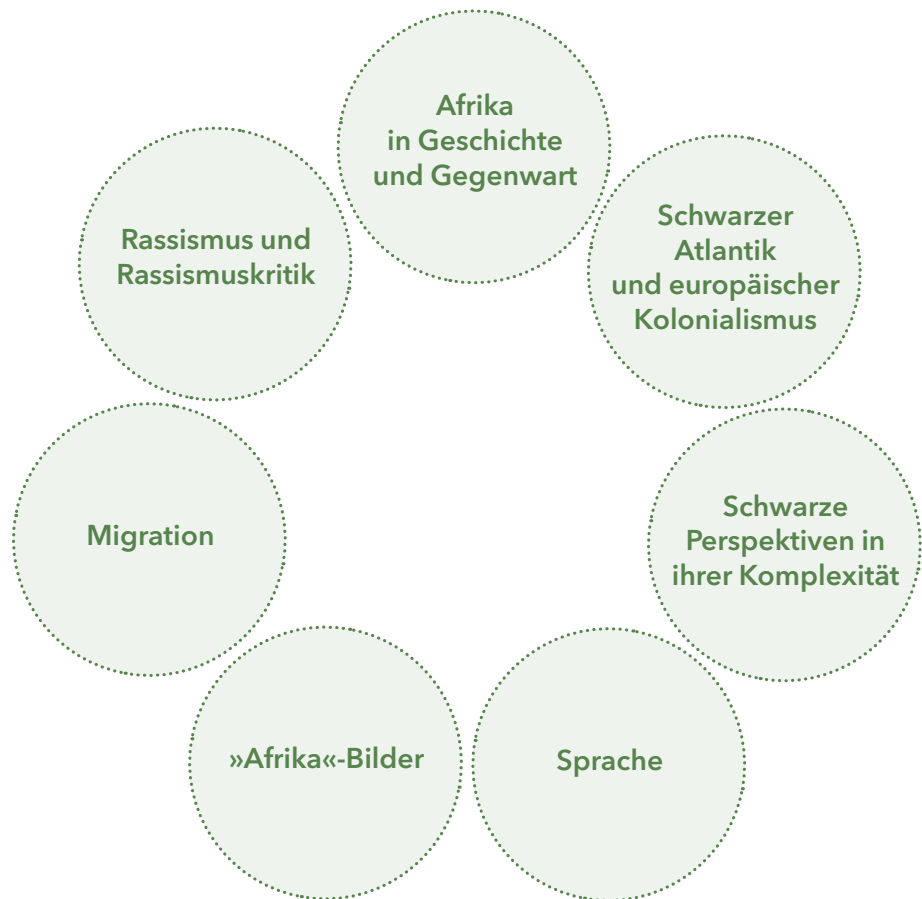 Afrika
in Geschichte
und Gegenwart
Schwarzer
Atlantik
und europäischer
Kolonialismus
Schwarze
Perspektiven in
ihrer Komplexität
Sprache
»Afrika«-Bilder
Migration
Rassismus und
Rassismuskritik